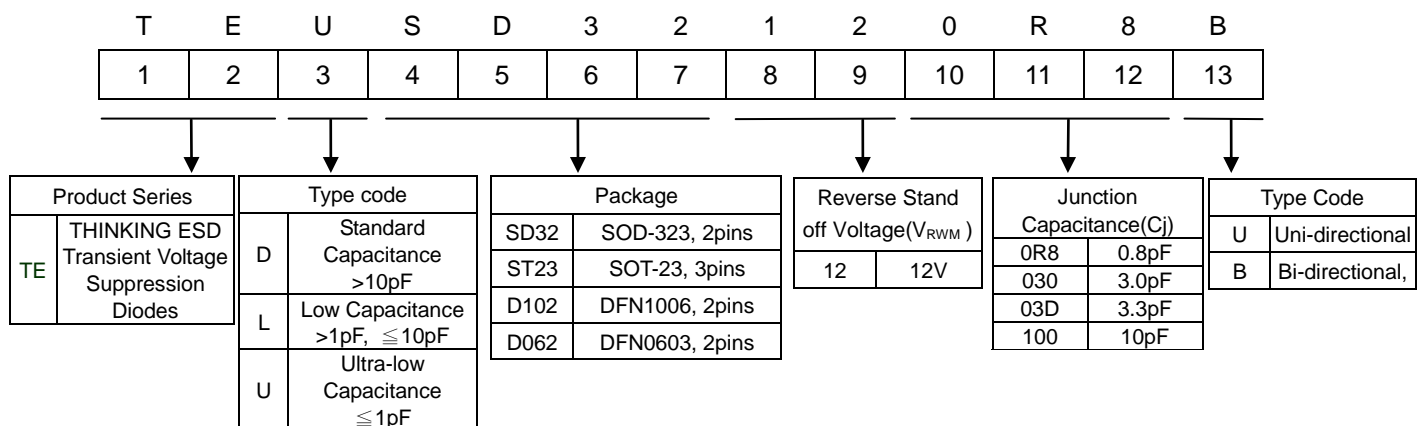 T E U S D 3 2 1 2 0 R 8 B
1 2 3 4 5 6 7 8 9 10 11 12 13
Product Series
TE
THINKING ESD
Transient Voltage
Suppression
Diodes
Type code
D
Standard
Capacitance
>10pF
L
Low Capacitance
>1pF, ≦10pF
U
Ultra-low
Capacitance
≦1pF
Package
SD32 SOD-323, 2pins
ST23 SOT-23, 3pins
D102 DFN1006, 2pins
D062 DFN0603, 2pins
Reverse Stand
off Voltage(VRWM )
12 12V
Junction
Capacitance(Cj)
0R8 0.8pF
030 3.0pF
03D 3.3pF
100 10pF
Type Code
U Uni-directional
B Bi-directional,